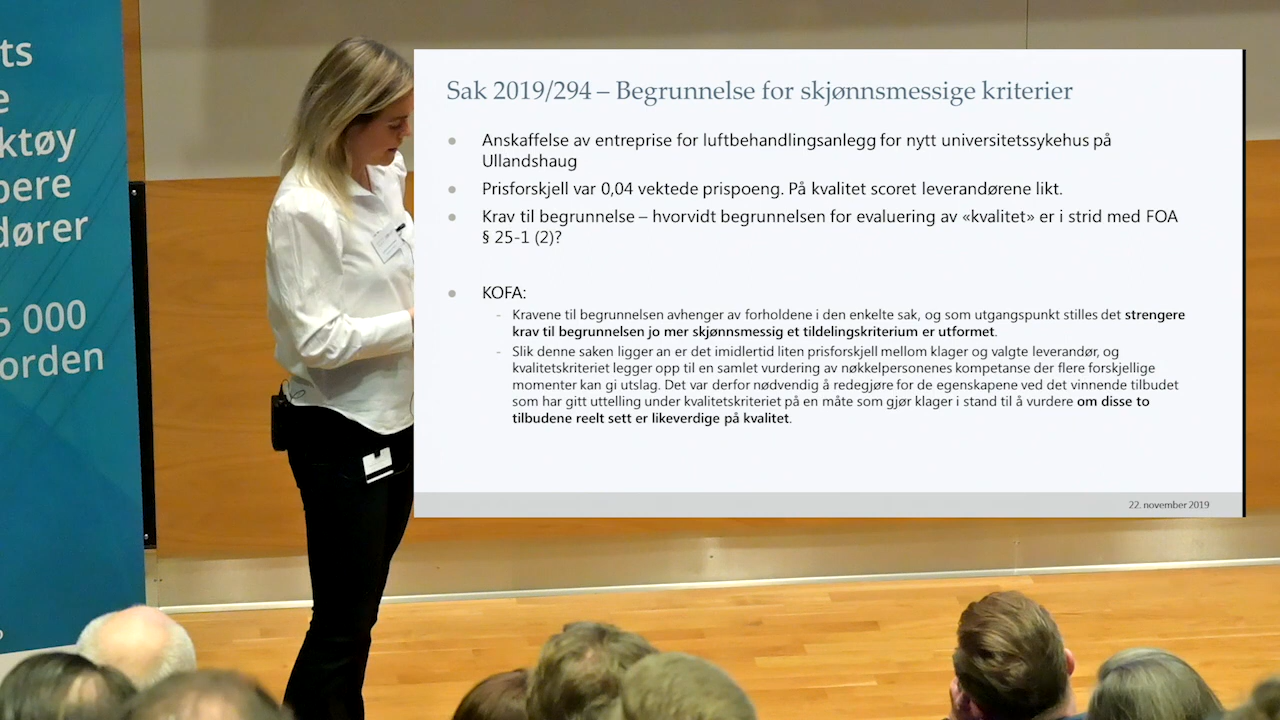 ts
e
ktøy
pere
dører
5 000
orden
Sak 2019/294 – Begrunnelse for skjønnsmessige kriterier
Anskaffelse av entreprise for luftbehandlingsanlegg for nytt universitetssykehus på
Ullandshaug
Prisforskjell var 0,04 vektede prispoeng. På kvalitet scoret leverandørene likt.
Krav til begrunnelse – hvorvidt begrunnelsen for evaluering av «kvalitet» er i strid med FOA
§ 25-1 (2)?
KOFA:
- Kravene til begrunnelsen avhenger av forholdene i den enkelte sak, og som utgangspunkt stilles det strengere
krav til begrunnelsen jo mer skjønnsmessig et tildelingskriterium er utformet.
- Slik denne saken ligger an er det imidlertid liten prisforskjell mellom klager og valgte leverandør, og
kvalitetskriteriet legger opp til en samlet vurdering av nøkkelpersonenes kompetanse der flere forskjellige
momenter kan gi utslag. Det var derfor nødvendig å redegjøre for de egenskapene ved det vinnende tilbudet
som har gitt uttelling under kvalitetskriteriet på en måte som gjør klager i stand til å vurdere om disse to
tilbudene reelt sett er likeverdige på kvalitet.
22. november 2019